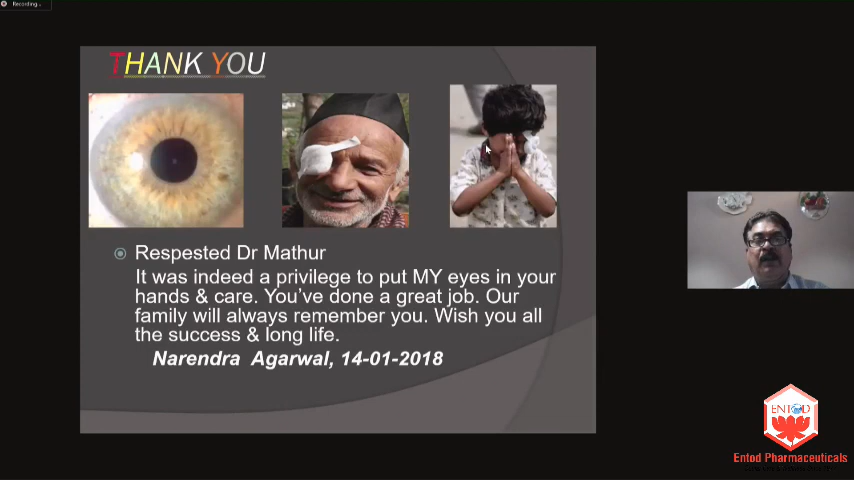 Recording...
THANK YOU
Respested Dr Mathur
It was indeed a privilege to put MY eyes in your
hands & care. You've done a great job. Our
family will always remember you. Wish you all
the success & long life.
Narendra Agarwal, 14-01-2018
ENTOD
Entod Pharmaceuticals